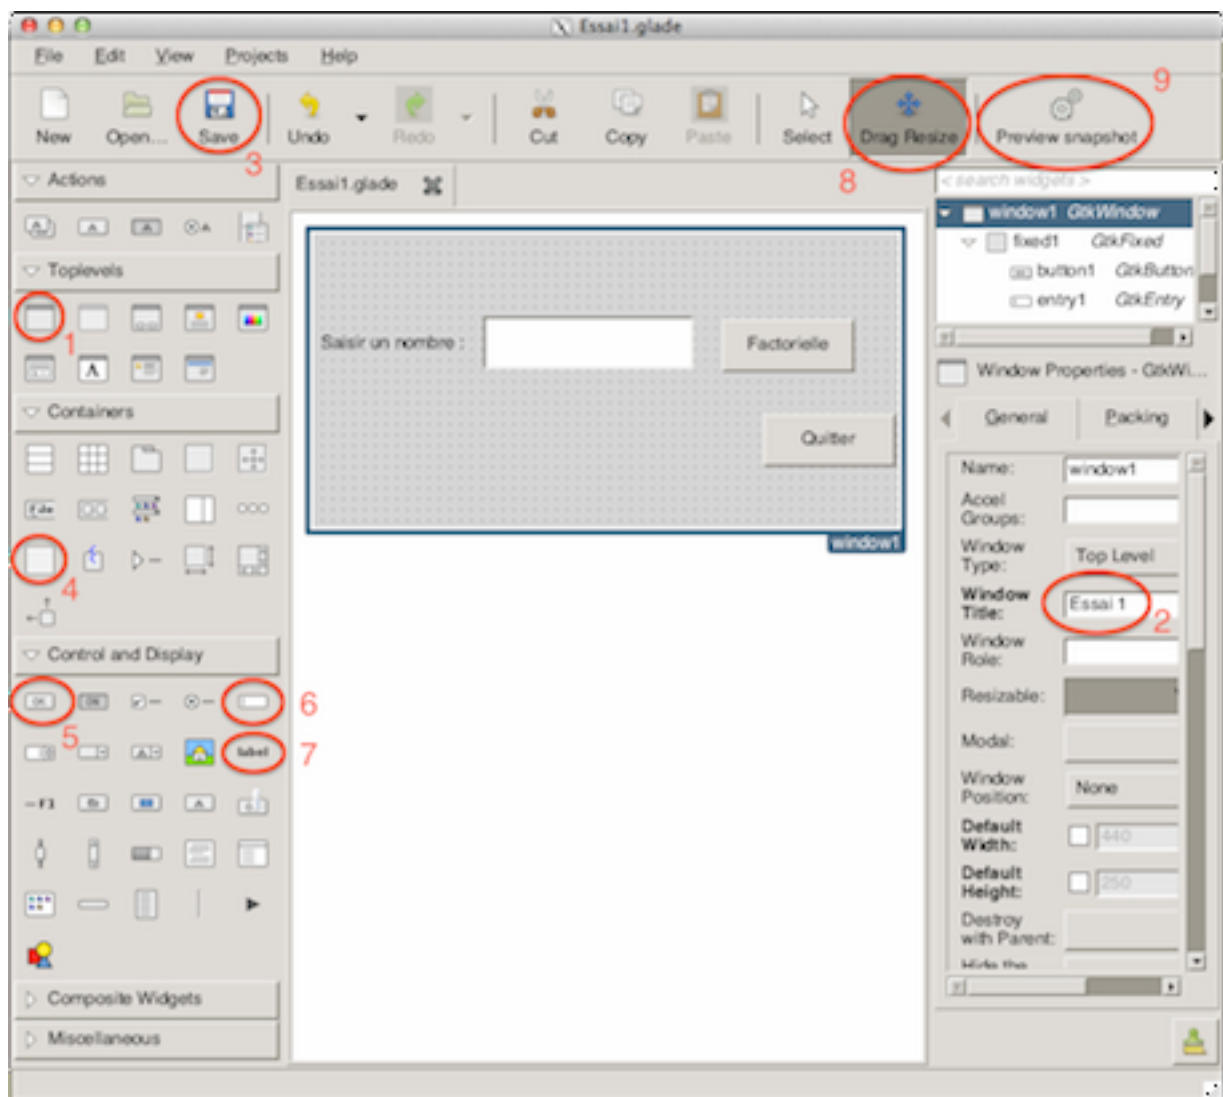 Essai1.glade
File Edit View Projects Help
9
New Open... Save Undo Redo Cut Copy Paste Select Drag Resize Preview snapshot
3
8
Actions
Essai1.glade
< search widgets >
window1 GtkWindow
fixed1 GtkFixed
button1 GtkButton
entry1 GtkEntry
Toplevels
1
Saisir un nombre :
Factorielle
Quitter
window1
Window Properties - GtkWi...
General Packing
Containers
4
Name: window1
Accel
Groups:
Window
Type: Top Level
Window
Title: Essai 1
2
Window
Role:
Resizable:
Modal:
Window
Position: None
Default
Width: 440
Default
Height: 250
Destroy
with Parent:
Hide the
Control and Display
OK
5
6
label
7
Composite Widgets
Miscellaneous